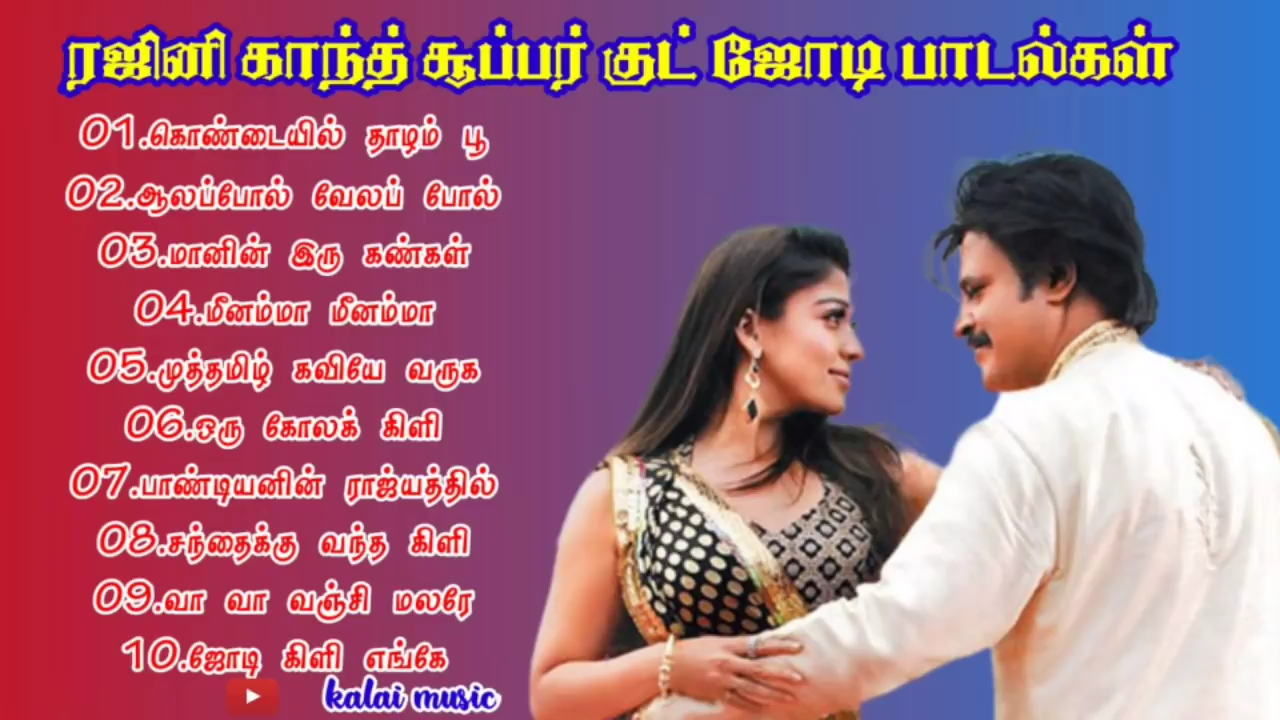 ரஜினி காந்த் சூப்பர் குட் ஜோடி பாடல்கள்
01.கொண்டையில் தாழம் பூ
02.ஆலப்போல் வேலப் போல்
03.மானின் இரு கண்கள்
04.மீனம்மா மீனம்மா
05.முத்தமிழ் கவியே வருக
06.ஒரு கோலக் கிளி
07.பாண்டியனின் ராஜ்யத்தில்
08.சந்தைக்கு வந்த கிளி
09.வா வா வஞ்சி மலரே
10.ஜோடி கிளி எங்கே
kalai music